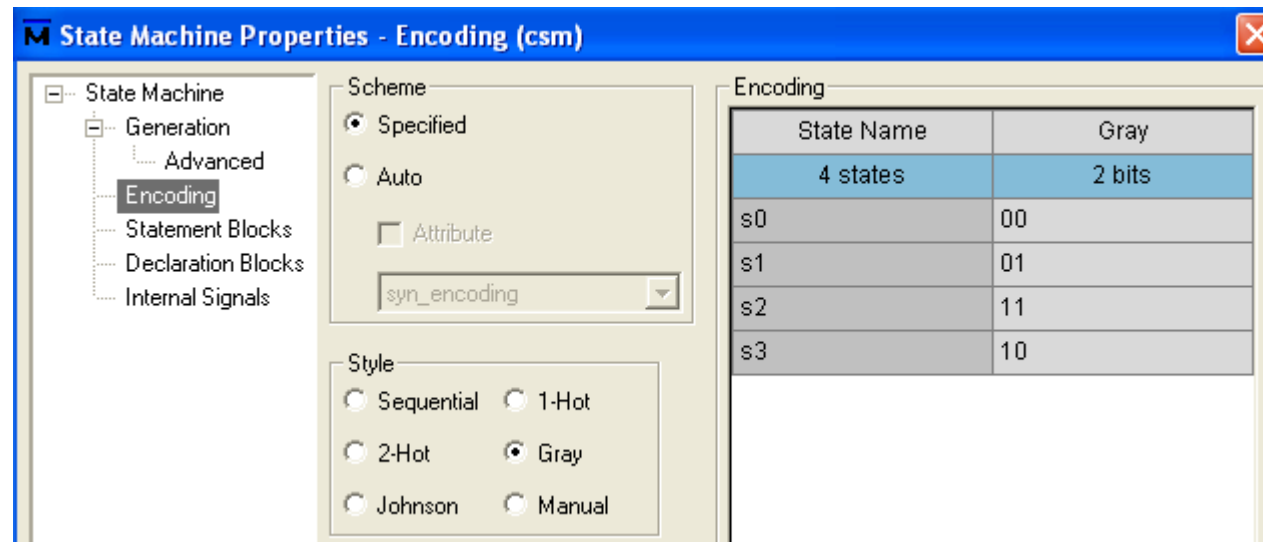 State Machine Properties - Encoding (csm)
State Machine
Generation
Advanced
Encoding
Statement Blocks
Declaration Blocks
Internal Signals
Scheme
Specified
Auto
Attribute
syn_encoding
Style
Sequential 1-Hot
2-Hot Gray
Johnson Manual
Encoding
State Name Gray
4 states 2 bits
s0 00
s1 01
s2 11
s3 10